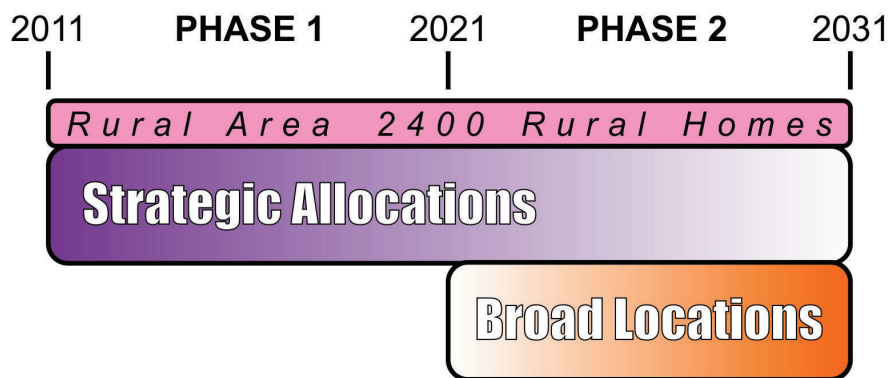 2011 PHASE 1 2021 PHASE 2 2031
Rural Area 2400 Rural Homes
Strategic Allocations
Broad Locations